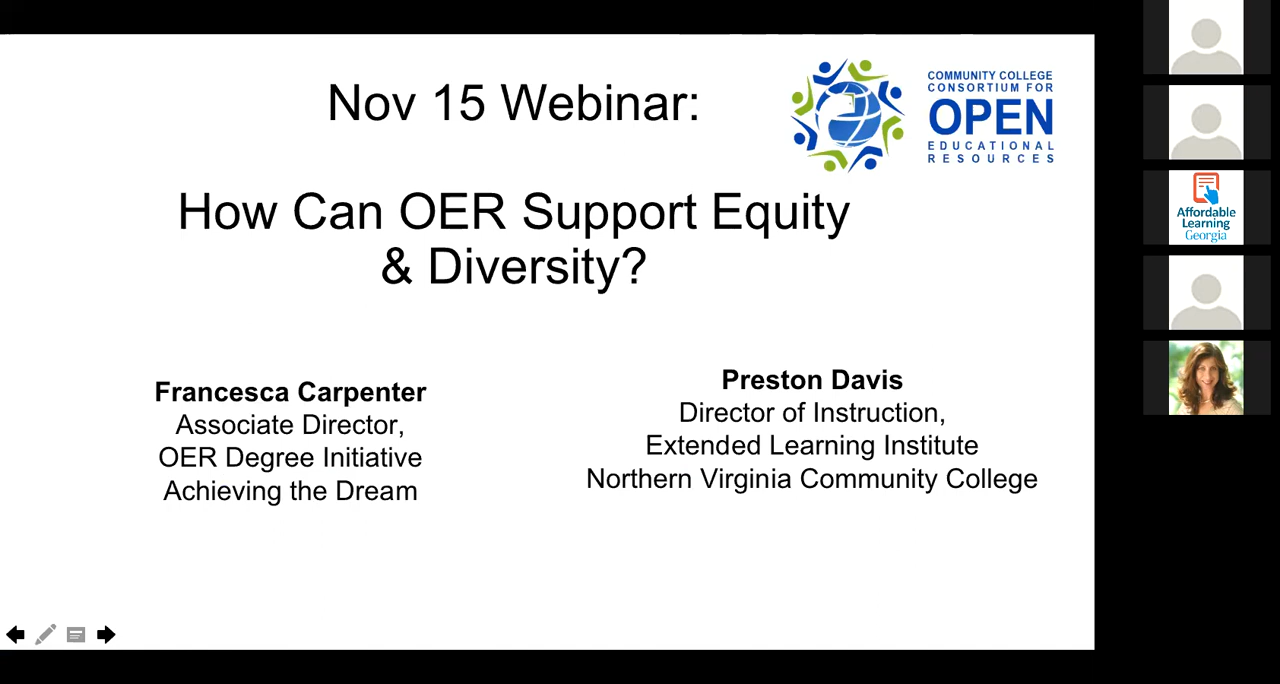 Nov 15 Webinar:
COMMUNITY COLLEGE
CONSORTIUM FOR
OPEN
EDUCATIONAL
RESOURCES
How Can OER Support Equity
& Diversity?
Francesca Carpenter
Associate Director,
OER Degree Initiative
Achieving the Dream
Preston Davis
Director of Instruction,
Extended Learning Institute
Northern Virginia Community College
Affordable
Learning
Georgia